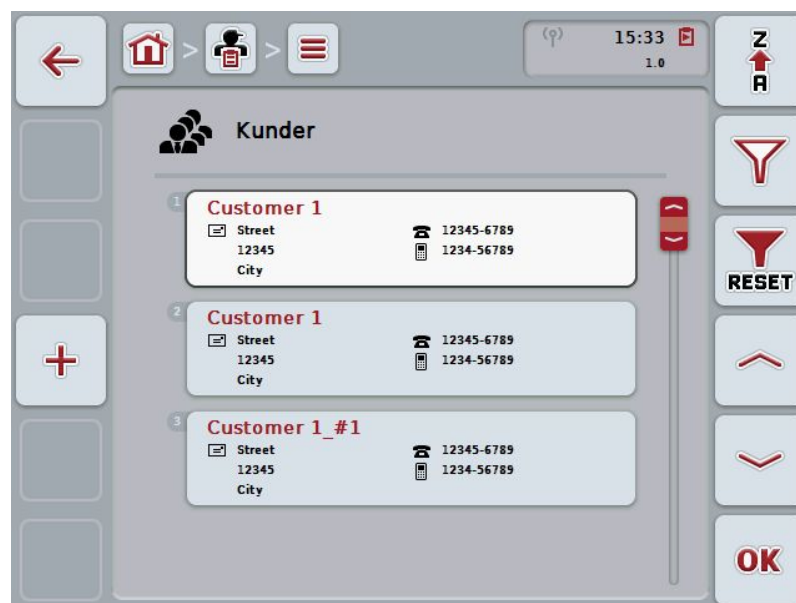 15:33
1.0
Z
A
Kunder
1
Customer 1
Street 12345-6789
12345 1234-56789
City
RESET
2
Customer 1
Street 12345-6789
12345 1234-56789
City
3
Customer 1_#1
Street 12345-6789
12345 1234-56789
City
OK